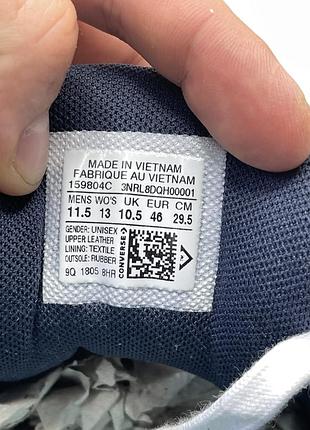 MADE IN VIETNAM
FABRIQUE AU VIETNAM
159804C 3NRL8DQH00001
MENS WO'S UK EUR CM
11.5 13 10.5 46 29.5
GENDER: UNISEX
UPPER: LEATHER
LINING: TEXTILE
OUTSOLE: RUBBER
9Q 1805 8HR
CONVERSE